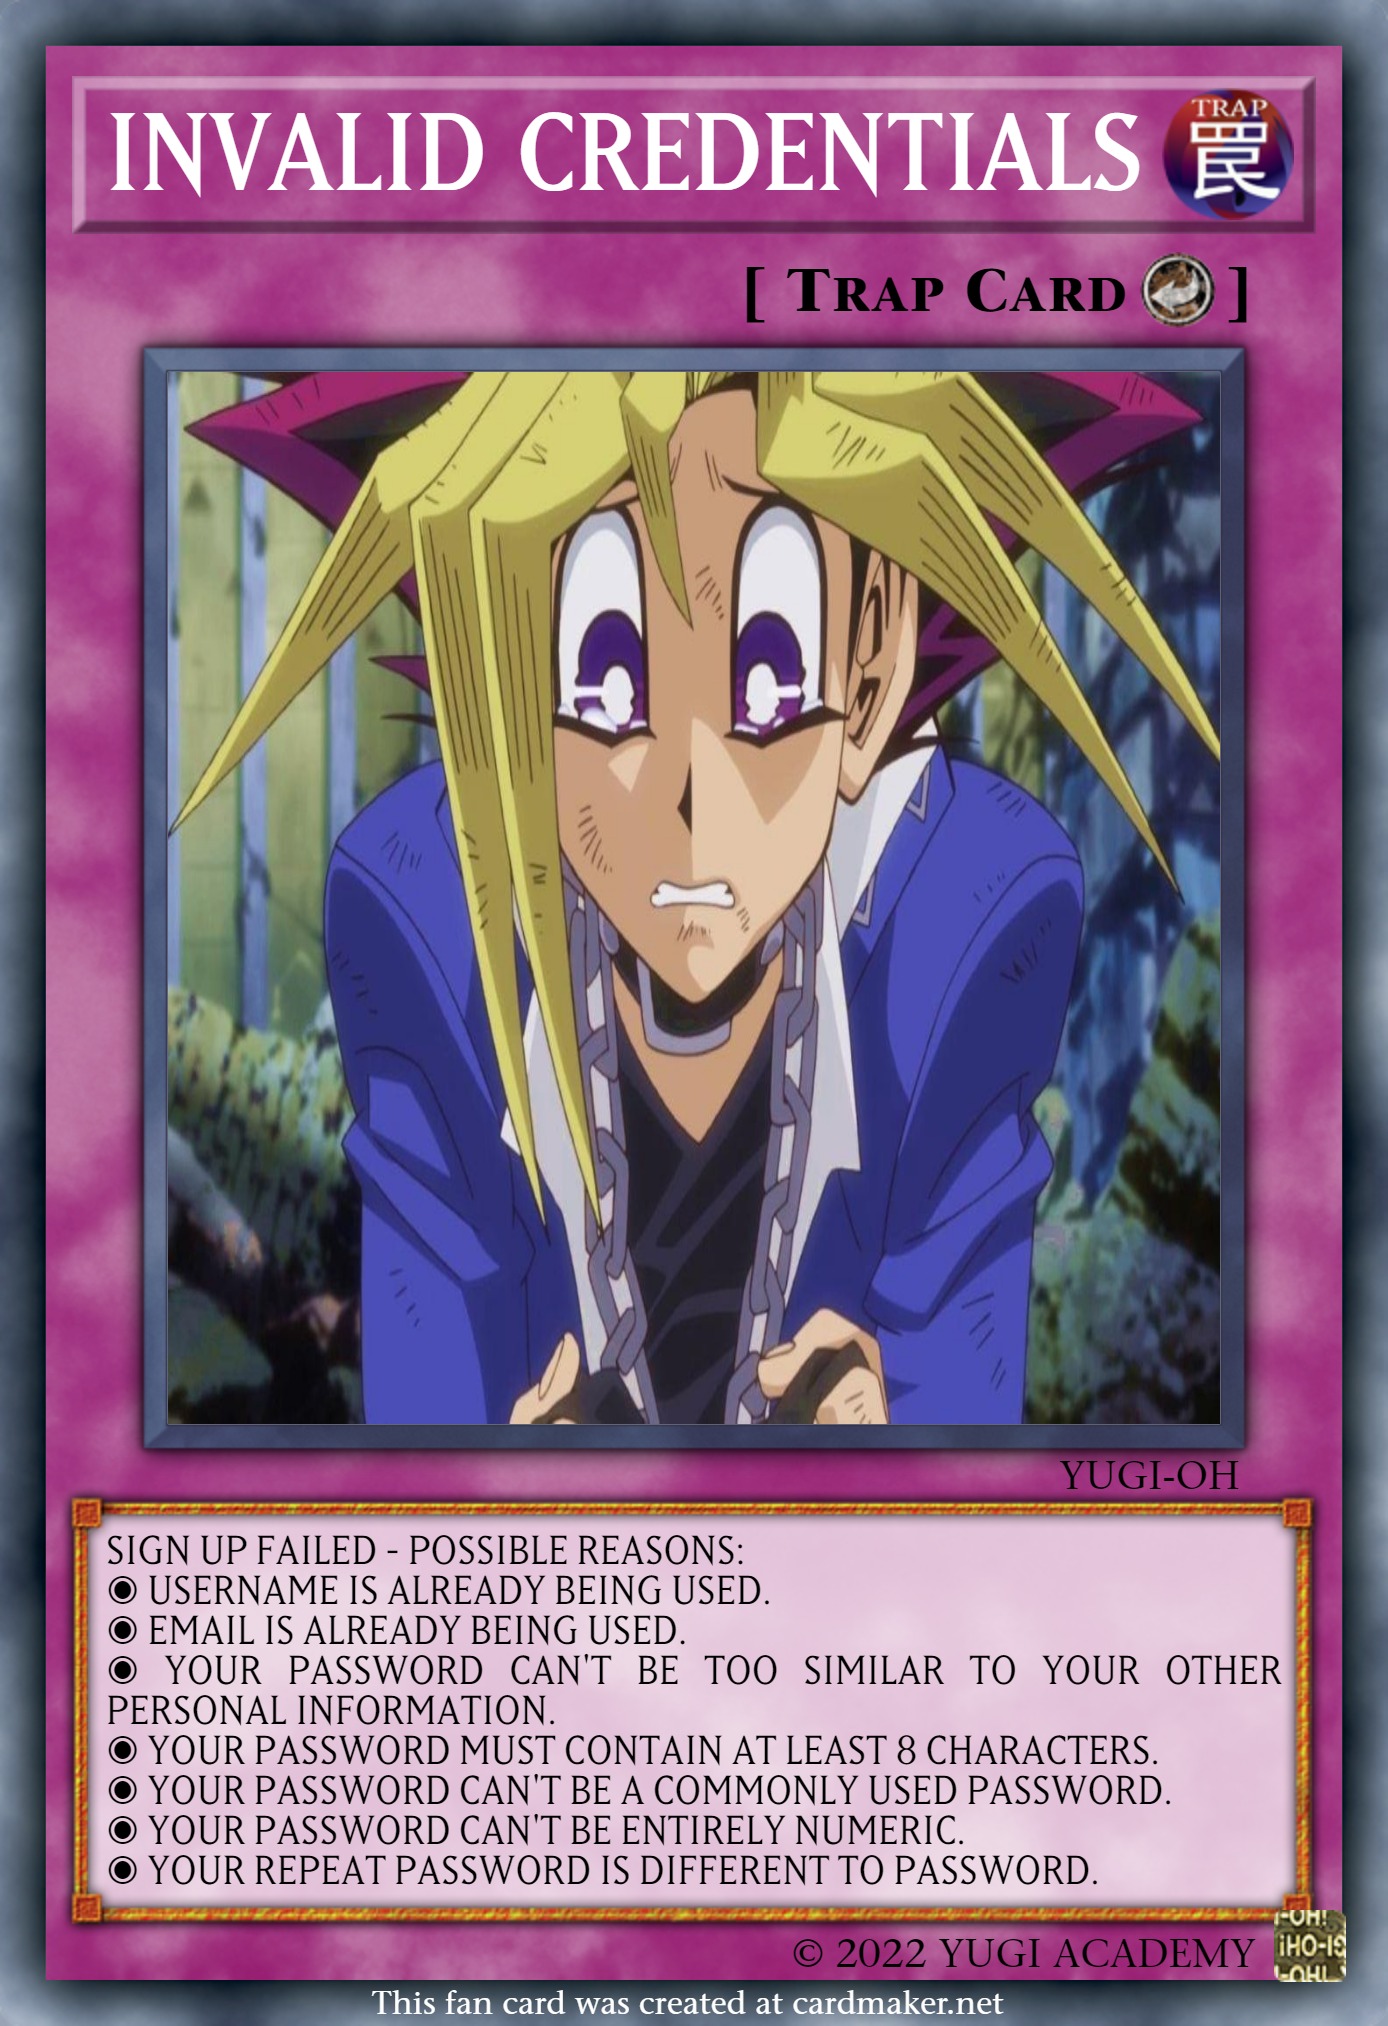 INVALID CREDENTIALS
TRAP
罠
[ TRAP CARD ]
YUGI-OH
SIGN UP FAILED - POSSIBLE REASONS:
◉ USERNAME IS ALREADY BEING USED.
◉ EMAIL IS ALREADY BEING USED.
◉ YOUR PASSWORD CAN'T BE TOO SIMILAR TO YOUR OTHER
PERSONAL INFORMATION.
◉ YOUR PASSWORD MUST CONTAIN AT LEAST 8 CHARACTERS.
◉ YOUR PASSWORD CAN'T BE A COMMONLY USED PASSWORD.
◉ YOUR PASSWORD CAN'T BE ENTIRELY NUMERIC.
◉ YOUR REPEAT PASSWORD IS DIFFERENT TO PASSWORD.
© 2022 YUGI ACADEMY
This fan card was created at cardmaker.net